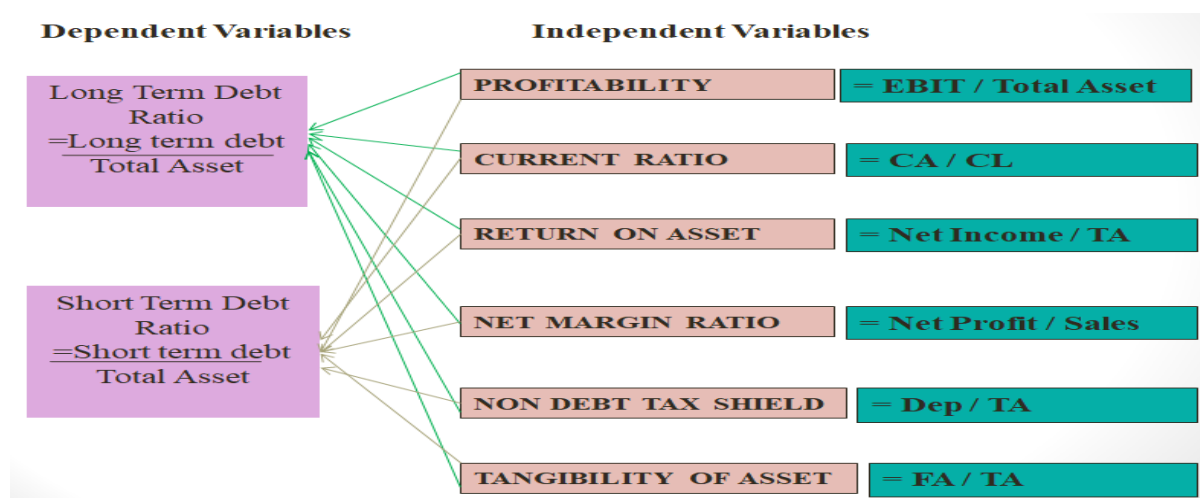 Dependent Variables
Independent Variables
Long Term Debt
Ratio
=Long term debt
Total Asset
Short Term Debt
Ratio
=Short term debt
Total Asset
PROFITABILITY = EBIT / Total Asset
CURRENT RATIO = CA / CL
RETURN ON ASSET = Net Income / TA
NET MARGIN RATIO = Net Profit / Sales
NON DEBT TAX SHIELD = Dep / TA
TANGIBILITY OF ASSET = FA / TA